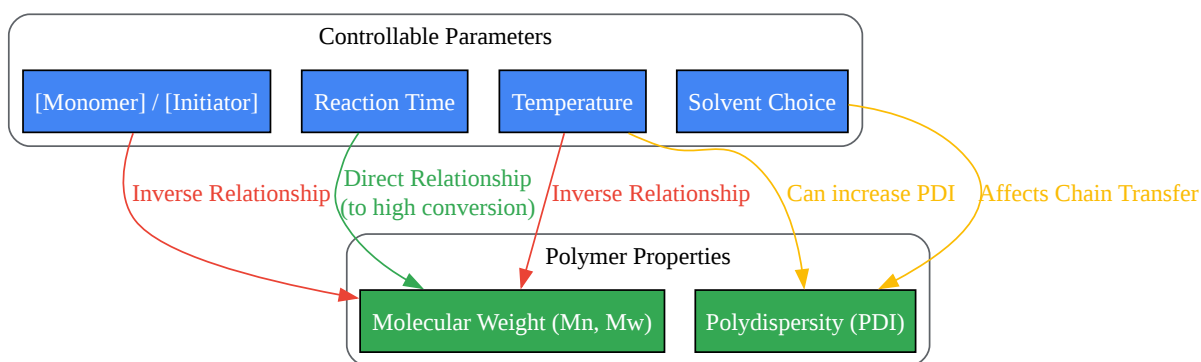 Controllable Parameters
[Monomer] / [Initiator]
Reaction Time
Temperature
Solvent Choice
Inverse Relationship
Direct Relationship
(to high conversion)
Inverse Relationship
Can increase PDI
Affects Chain Transfer
Polymer Properties
Molecular Weight (Mn, Mw)
Polydispersity (PDI)